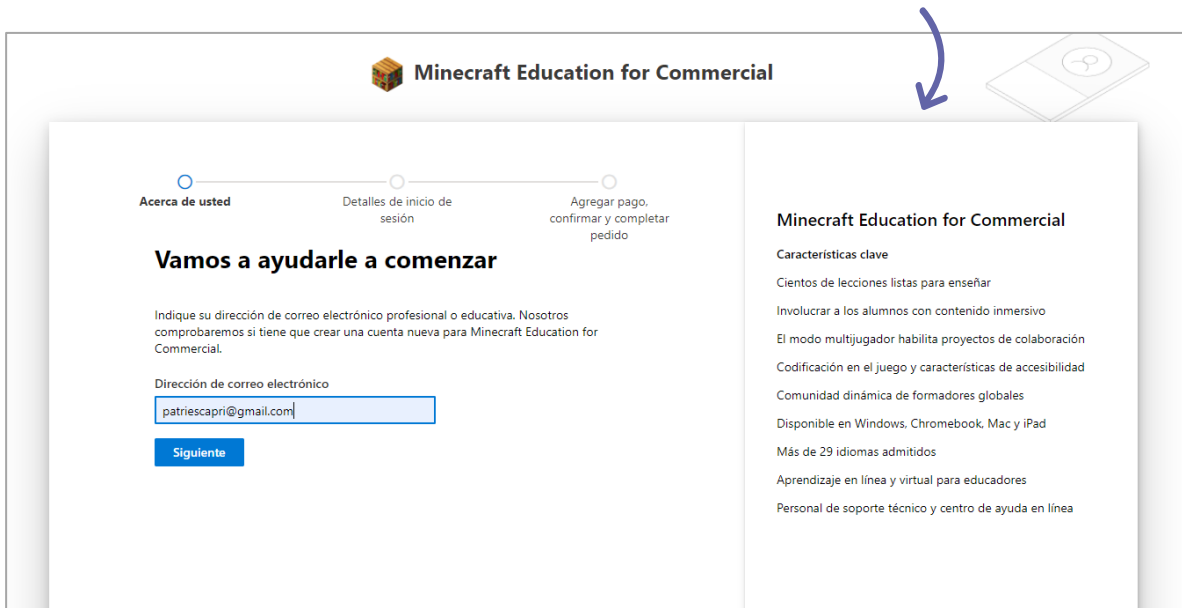 Minecraft Education for Commercial
Acerca de usted
Detalles de inicio de
sesión
Agregar pago,
confirmar y completar
pedido
Vamos a ayudarle a comenzar
Indique su dirección de correo electrónico profesional o educativa. Nosotros
comprobaremos si tiene que crear una cuenta nueva para Minecraft Education for
Commercial.
Dirección de correo electrónico
patriescapri@gmail.com
Siguiente
Minecraft Education for Commercial
Características clave
Cientos de lecciones listas para enseñar
Involucrar a los alumnos con contenido inmersivo
El modo multijugador habilita proyectos de colaboración
Codificación en el juego y características de accesibilidad
Comunidad dinámica de formadores globales
Disponible en Windows, Chromebook, Mac y iPad
Más de 29 idiomas admitidos
Aprendizaje en línea y virtual para educadores
Personal de soporte técnico y centro de ayuda en línea